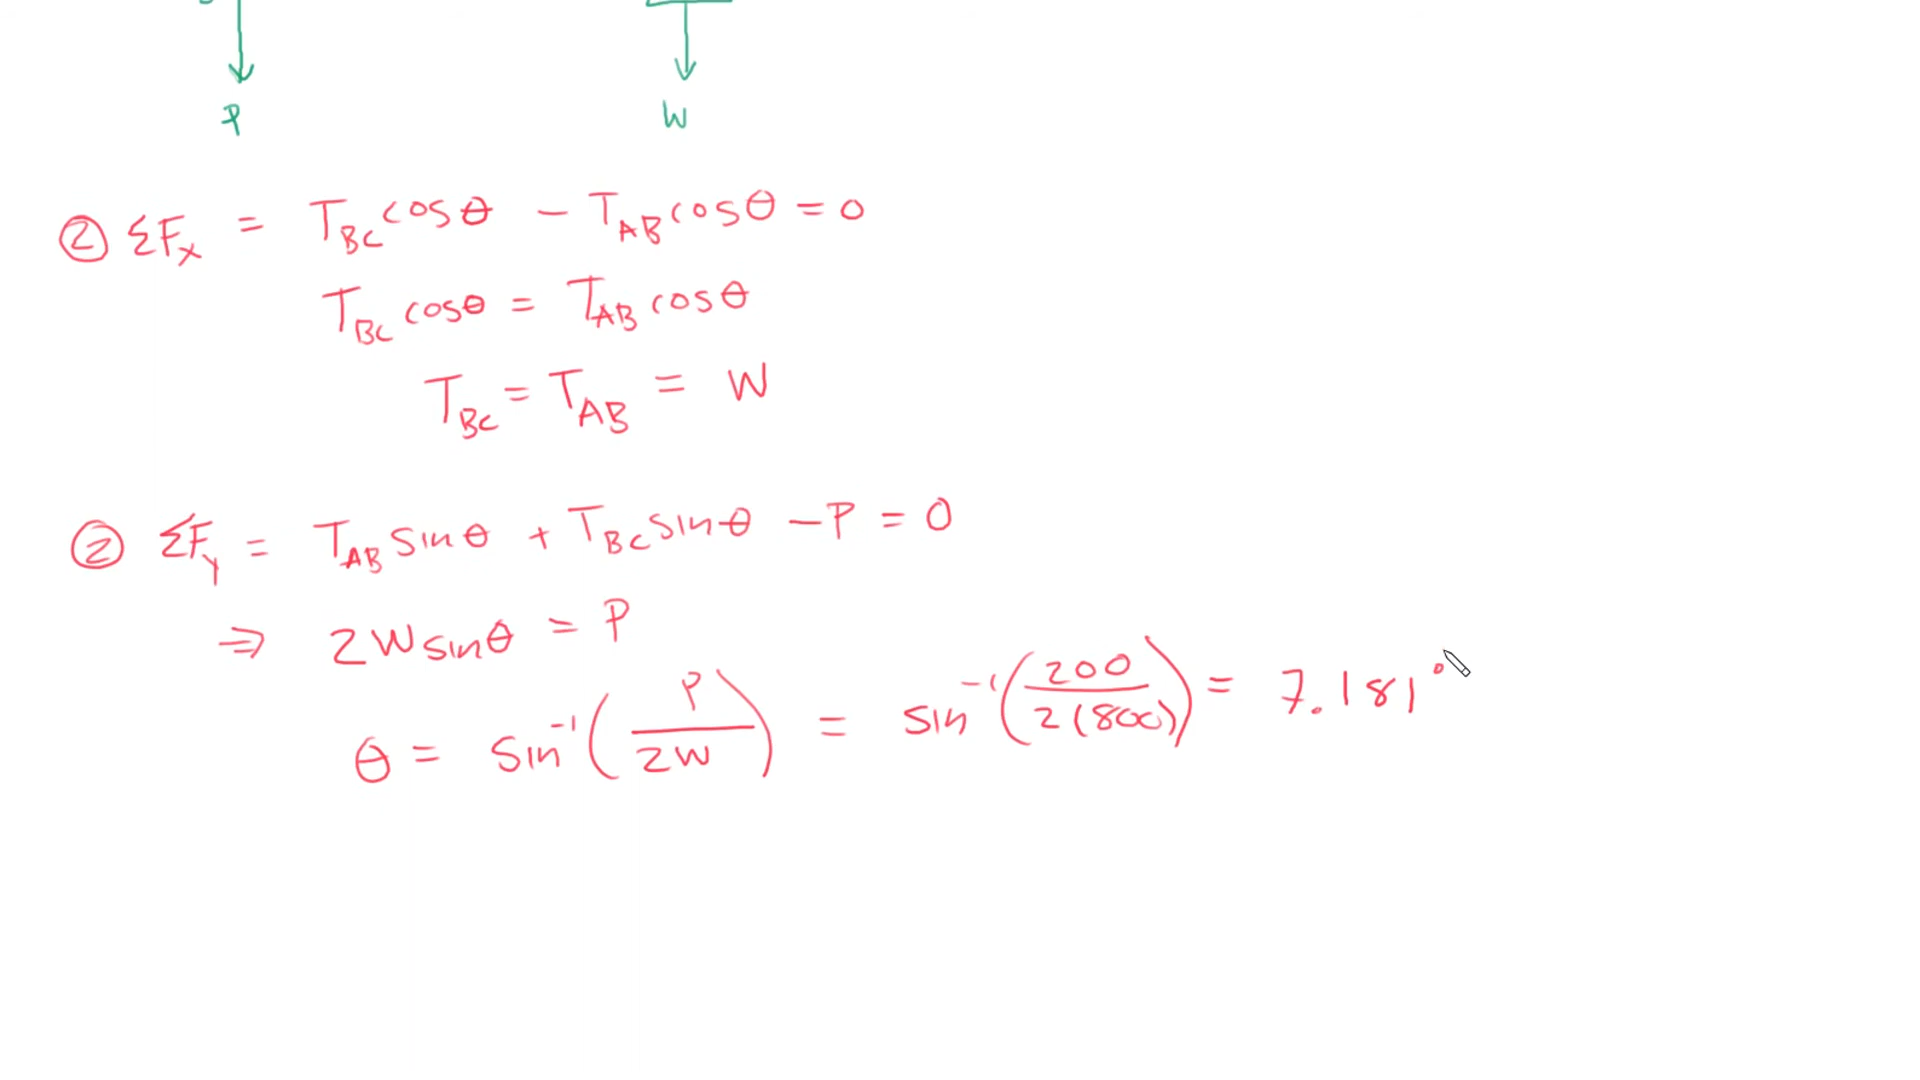 P W
② ΣFx = TBC cosθ - TAB cosθ = 0
TBC cosθ = TAB cosθ
TBC = TAB = W
② ΣFy = TAB sinθ + TBC sinθ - P = 0
⇒ 2W sinθ = P
θ = sin⁻¹(P/2W) = sin⁻¹(200/2(800)) = 7.181°